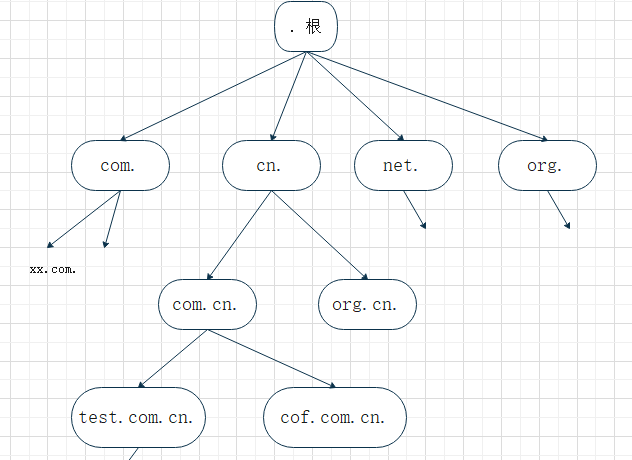 . 根
com.
cn.
net.
org.
xx.com.
com.cn.
org.cn.
test.com.cn.
cof.com.cn.